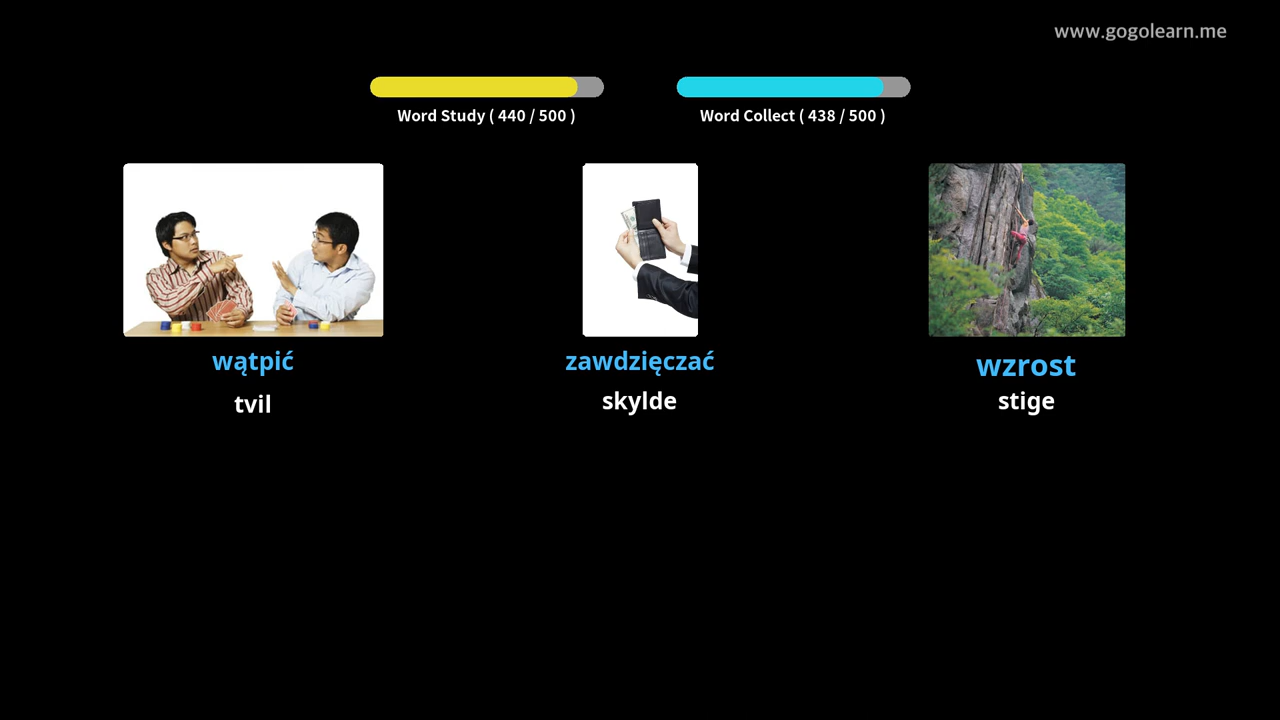 www.gogolearn.me
Word Study ( 440 / 500 )
Word Collect ( 438 / 500 )
wątpić
tvil
zawdzięczać
skylde
wzrost
stige